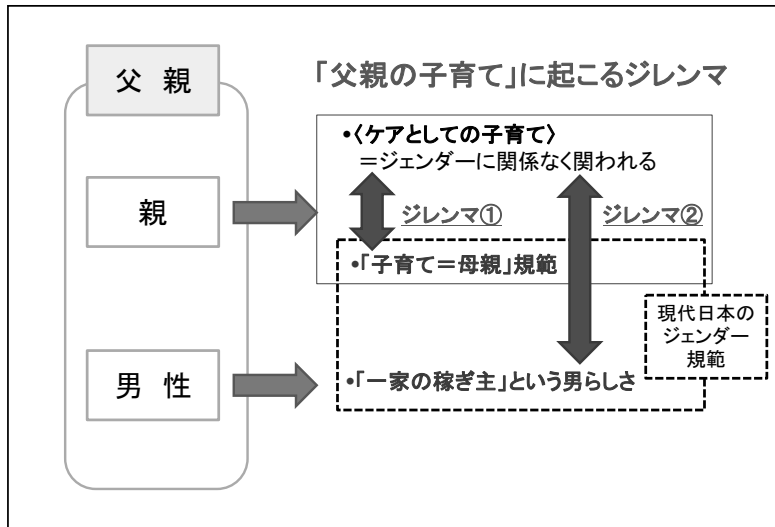 父 親
「父親の子育て」に起こるジレンマ
•〈ケアとしての子育て〉
＝ジェンダーに関係なく関われる
親
ジレンマ①
ジレンマ②
•「子育て＝母親」規範
現代日本の
ジェンダー
規範
男 性
•「一家の稼ぎ主」という男らしさ